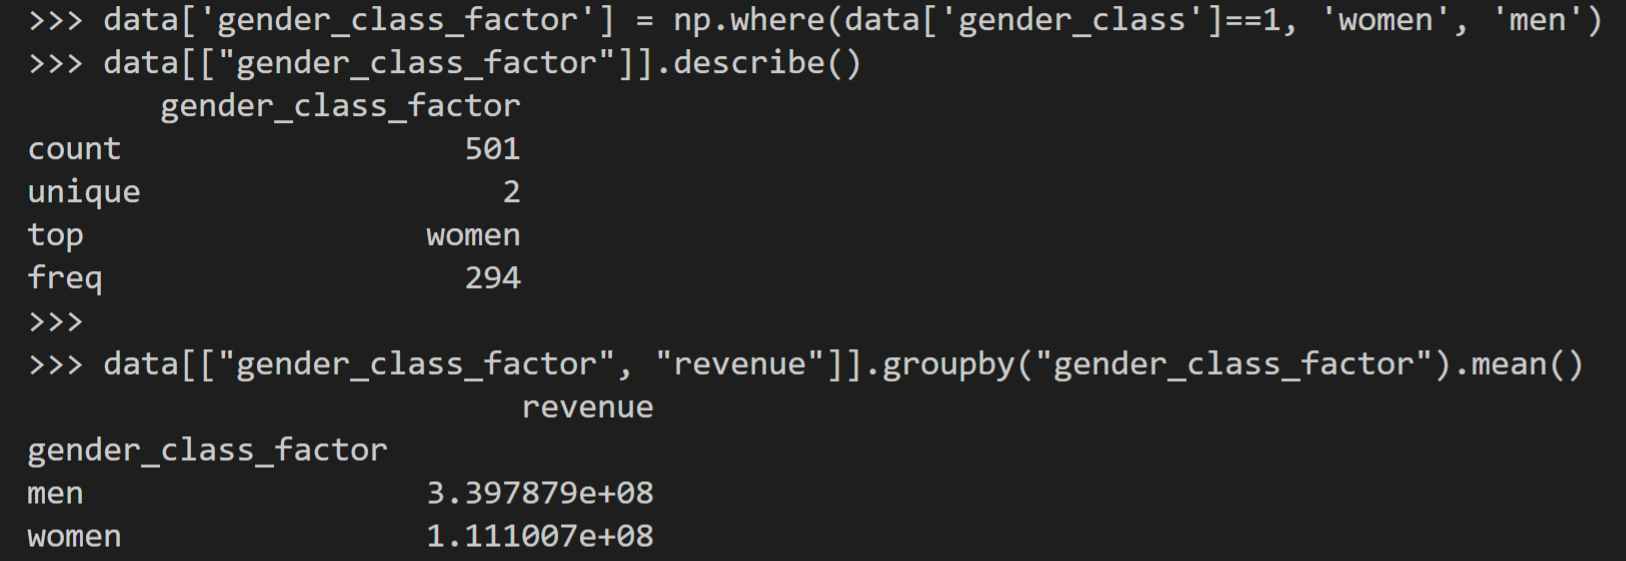 >>> data['gender_class_factor'] = np.where(data['gender_class']==1, 'women', 'men')
>>> data[["gender_class_factor"]].describe()
       gender_class_factor
count                  501
unique                   2
top                  women
freq                   294
>>>
>>> data[["gender_class_factor", "revenue"]].groupby("gender_class_factor").mean()
                          revenue
gender_class_factor
men                  3.397879e+08
women                1.111007e+08